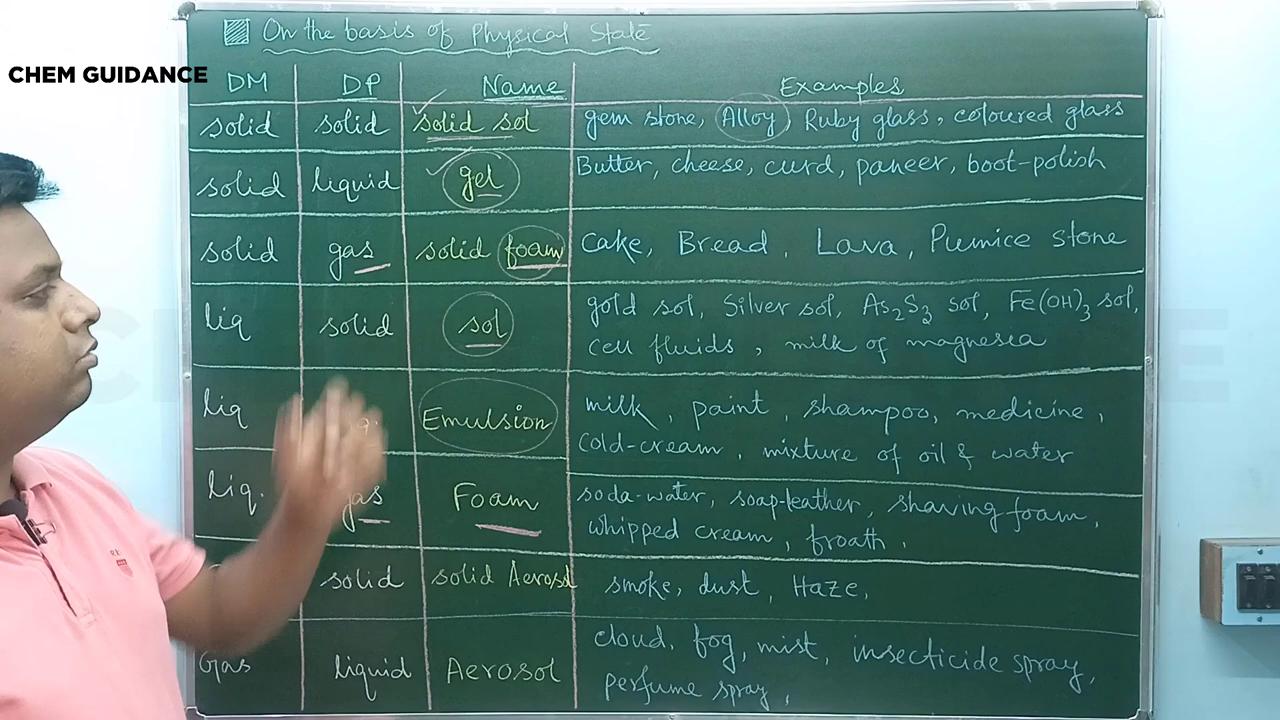 On the basis of Physical State
CHEM GUIDANCE
DM DP Name Examples
solid solid solid sol gem stone, Alloy, Ruby glass, coloured glass
solid liquid gel Butter, cheese, curd, paneer, boot-polish
solid gas solid foam Cake, Bread, Lava, Pumice stone
liq solid sol gold sol, Silver sol, As2S3 sol, Fe(OH)3 sol,
cell fluids, milk of magnesia
liq Emulsion milk, paint, shampoo, medicine,
cold-cream, mixture of oil & water
Liq. gas Foam soda-water, soap-leather, shaving foam,
whipped cream, froath,
solid solid Aerosol smoke, dust, Haze,
Gas liquid Aerosol cloud, fog, mist, insecticide spray,
perfume spray,